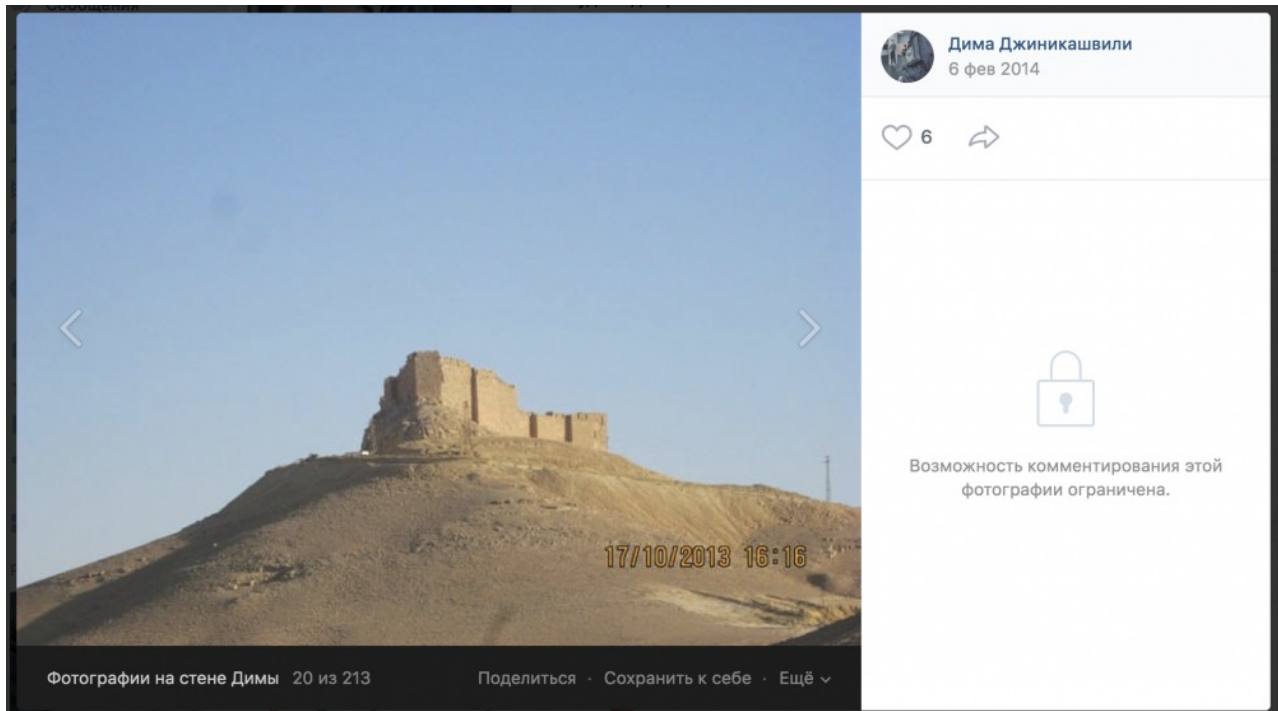 Сообщения
Дима Джиникашвили
6 фев 2014
6
17/10/2013 16:16
Возможность комментирования этой
фотографии ограничена.
Фотографии на стене Димы 20 из 213
Поделиться · Сохранить к себе · Ещё